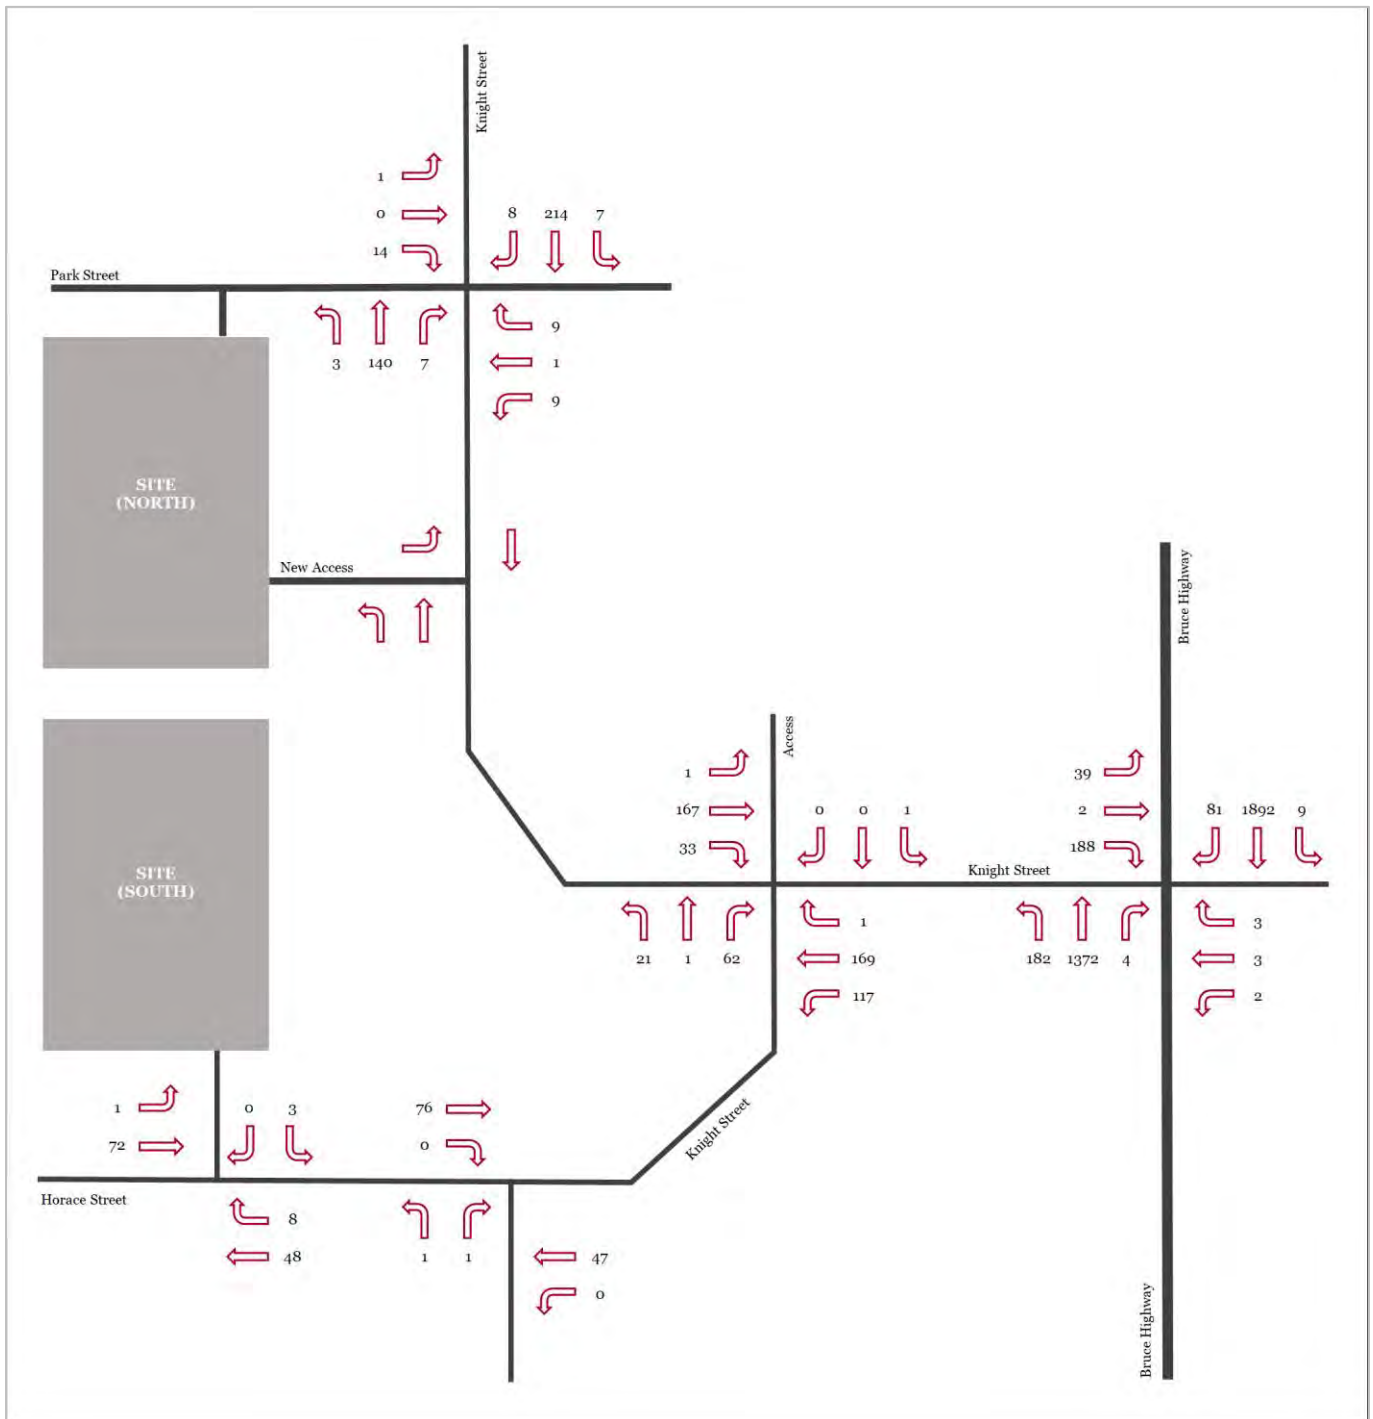 Knight Street
1
0
8 214 7
14
Park Street
9
3 140 7
1
9
SITE
(NORTH)
New Access
Bruce Highway
Access
1
39
167
0 0 1
2
81 1892 9
33
188
Knight Street
SITE
(SOUTH)
1
3
21 1 62
169
182 1372 4
3
117
2
1
0 3
76
72
0
Knight Street
Horace Street
8
48
1 1
47
0
Bruce Highway